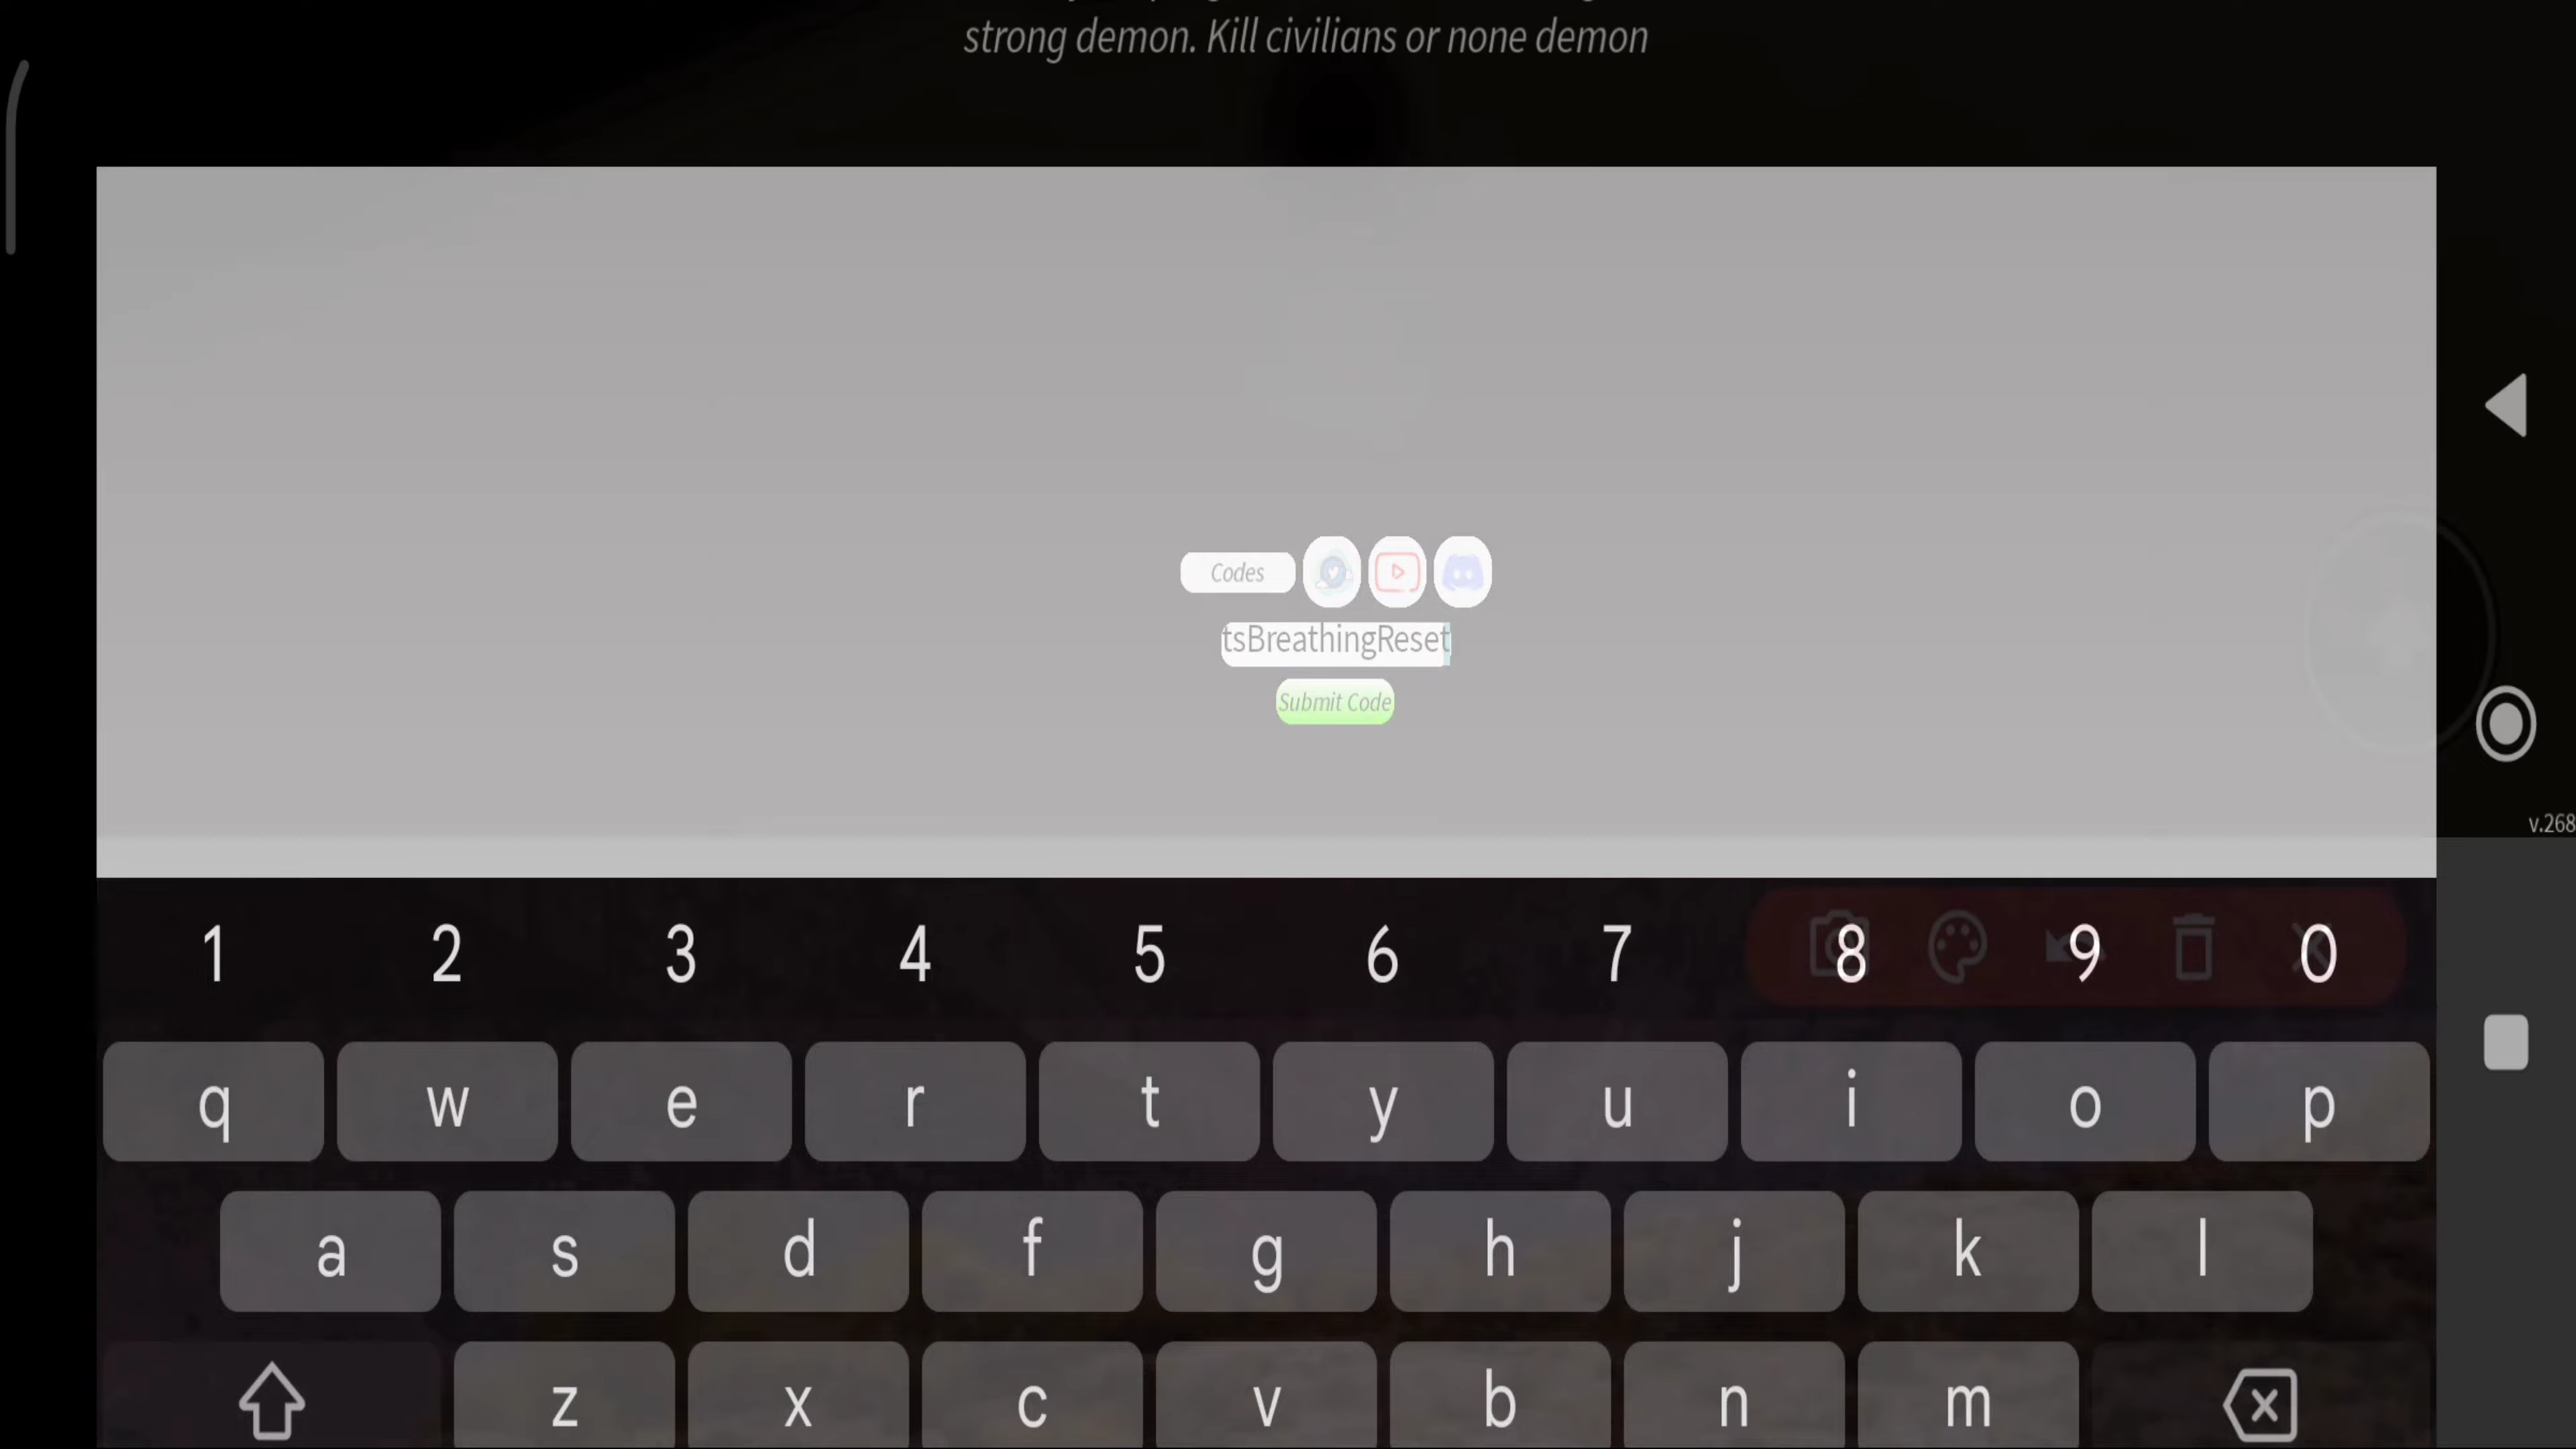 strong demon. Kill civilians or none demon
Codes
tsBreathingReset
Submit Code
v.268
1 2 3 4 5 6 7 8 9 0
q w e r t y u i o p
a s d f g h j k l
z x c v b n m